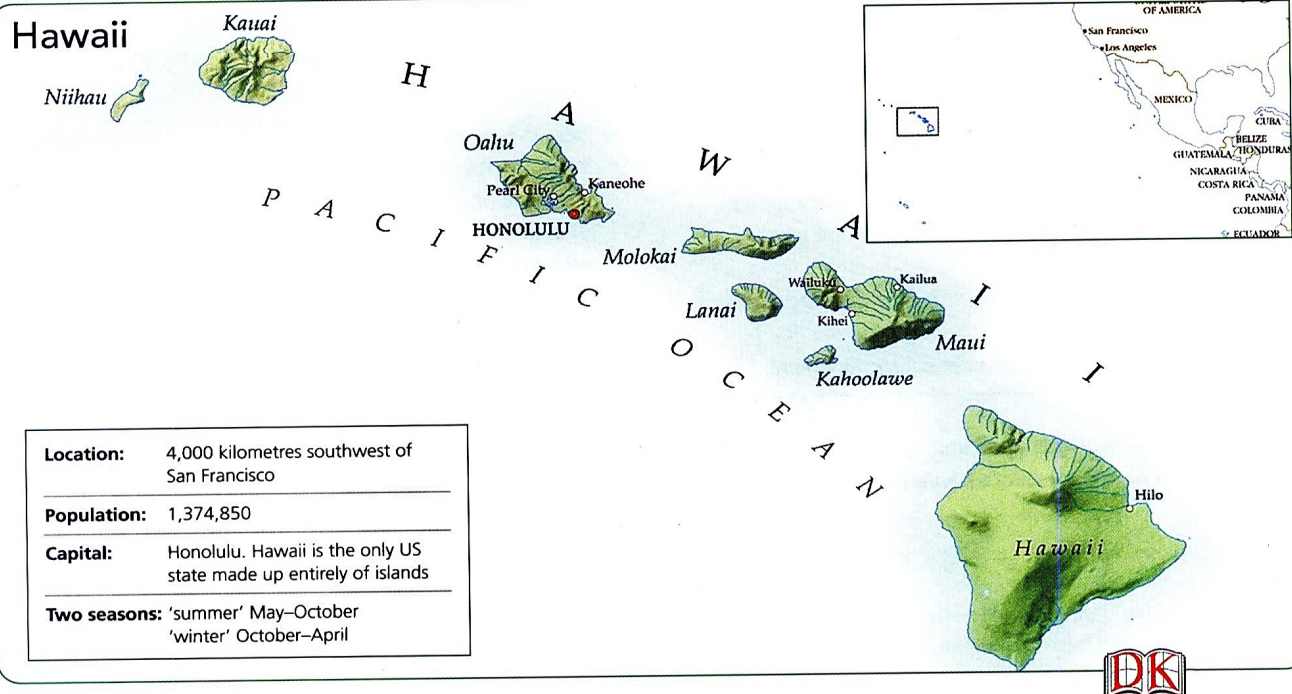 Hawaii
Kauai
Niihau
H A W A I I
Oahu
Pearl City
Kaneohe
HONOLULU
PACIFIC OCEAN
Molokai
Lanai
Wailuku
Kailua
Kihei
Maui
Kahoolawe
Hilo
Hawaii
OF AMERICA
San Francisco
Los Angeles
MEXICO
CUBA
BELIZE
HONDURAS
GUATEMALA
NICARAGUA
COSTA RICA
PANAMA
COLOMBIA
ECUADOR
Location: 4,000 kilometres southwest of
San Francisco
Population: 1,374,850
Capital: Honolulu. Hawaii is the only US
state made up entirely of islands
Two seasons: ‘summer’ May–October
‘winter’ October–April
DK